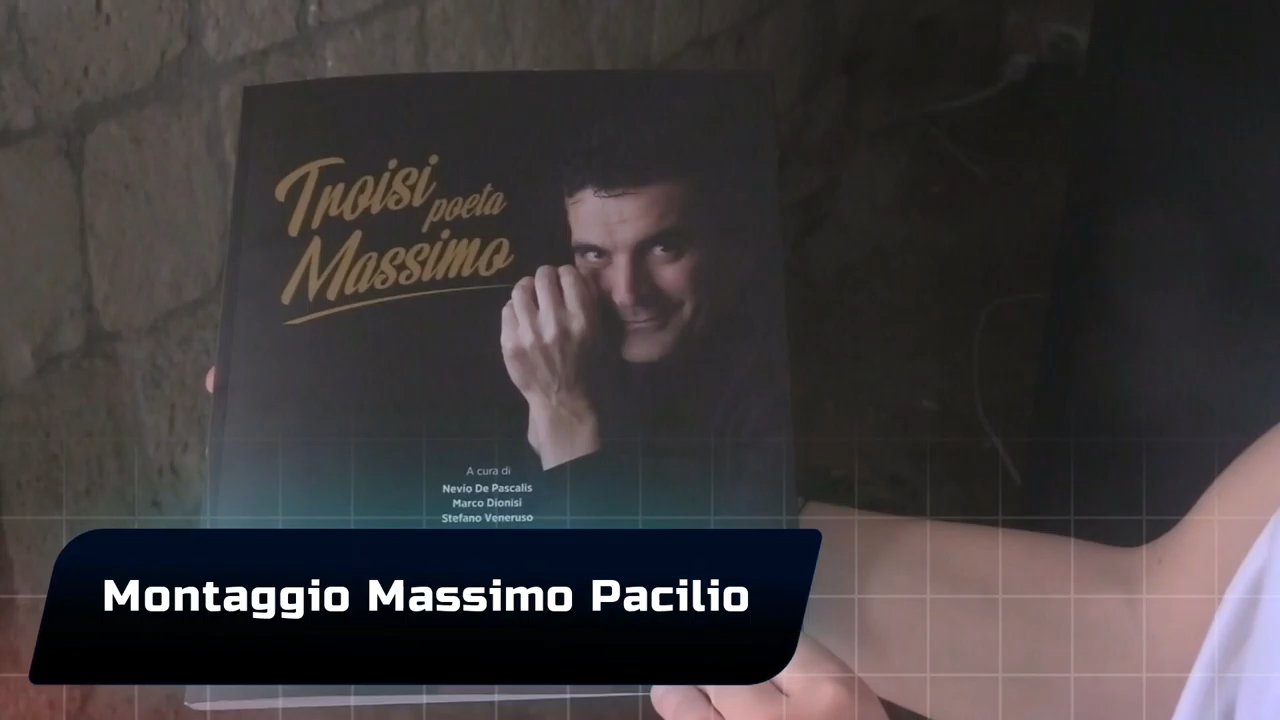 Troisi
poeta
Massimo
A cura di
Nevio De Pascalis
Marco Dionisi
Stefano Veneruso
Montaggio Massimo Pacilio